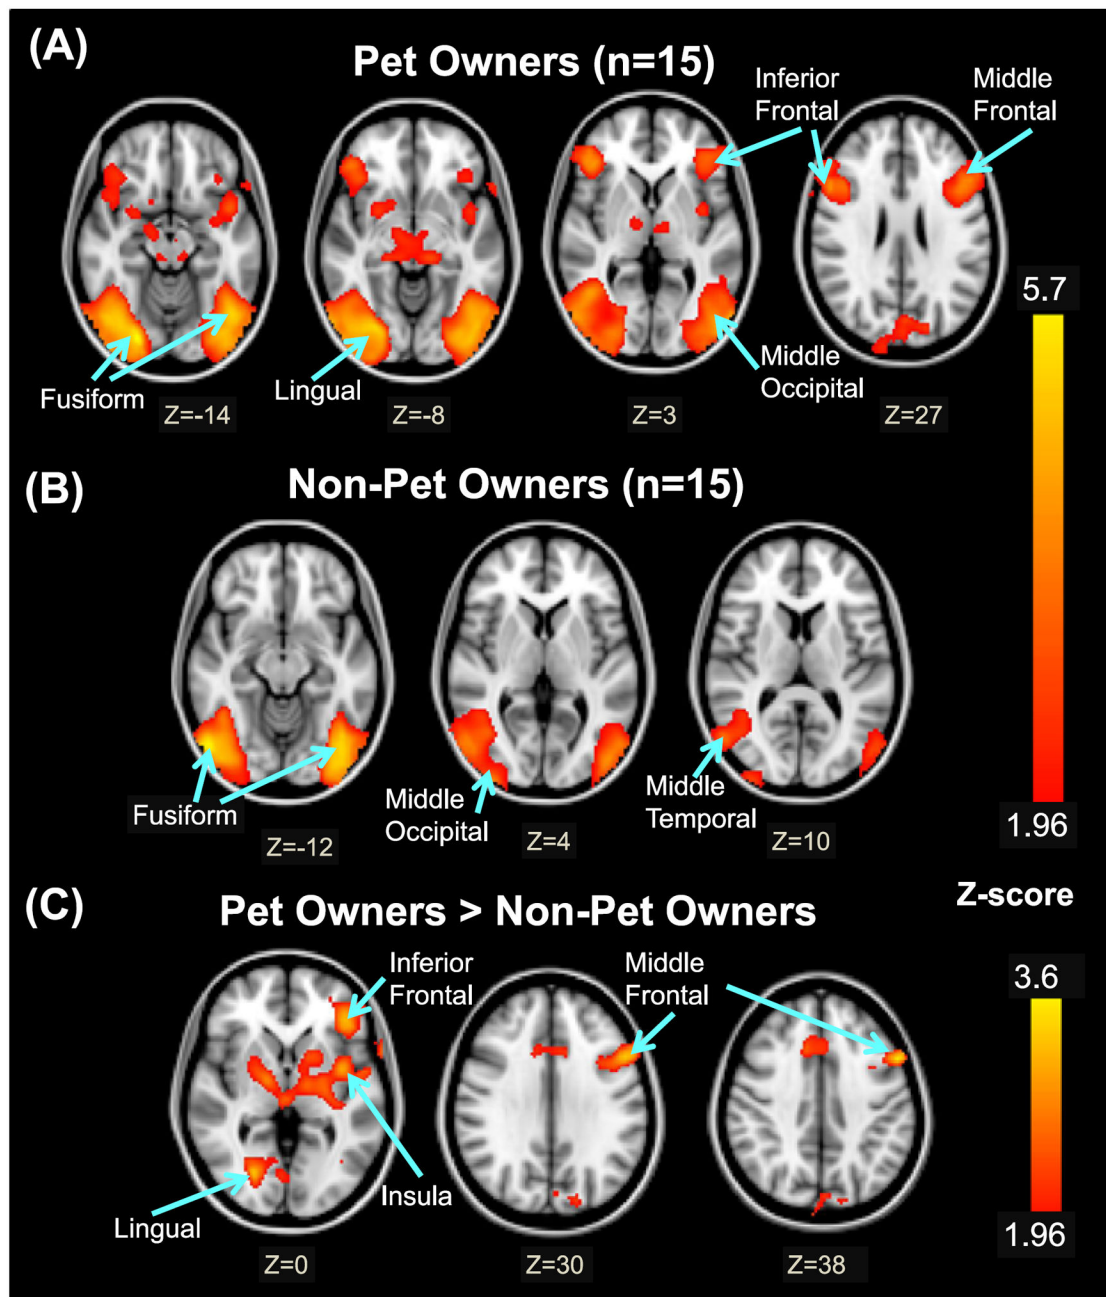 (A)
Pet Owners (n=15)
Inferior
Frontal
Middle
Frontal
Fusiform
Lingual
Middle
Occipital
Z=-14
Z=-8
Z=3
Z=27
5.7
(B)
Non-Pet Owners (n=15)
Fusiform
Middle
Occipital
Middle
Temporal
Z=-12
Z=4
Z=10
1.96
Z-score
(C)
Pet Owners > Non-Pet Owners
Inferior
Frontal
Middle
Frontal
3.6
Lingual
Insula
Z=0
Z=30
Z=38
1.96